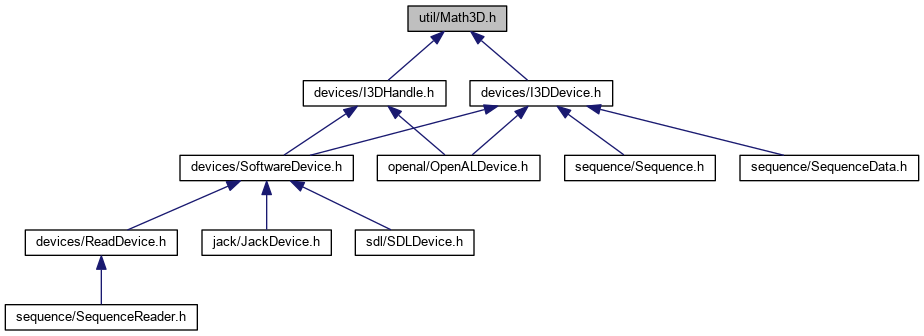 util/Math3D.h
devices/I3DHandle.h
devices/I3DDevice.h
devices/SoftwareDevice.h
openal/OpenALDevice.h
sequence/Sequence.h
sequence/SequenceData.h
devices/ReadDevice.h
jack/JackDevice.h
sdl/SDLDevice.h
sequence/SequenceReader.h